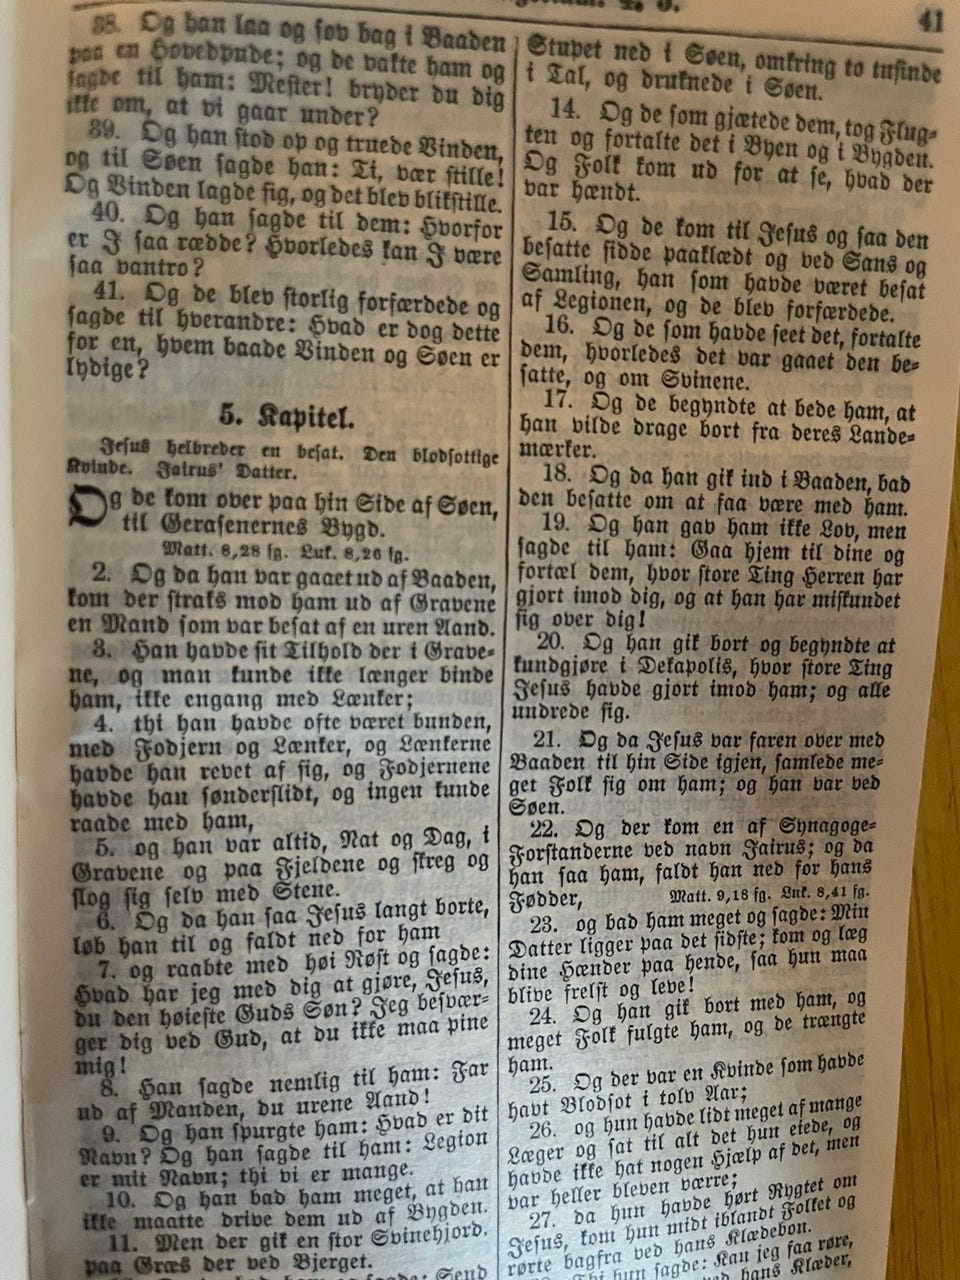 4, 5.
41
38. Og han laa og sov bag i Baaden
paa en Hovedpude; og de vakte ham og
sagde til ham: Mester! bryder du dig
ikke om, at vi gaar under?
39. Og han stod op og truede Vinden,
og til Søen sagde han: Ti, vær stille!
Og Vinden lagde sig, og det blev blikstille.
40. Og han sagde til dem: Hvorfor
er I saa rædde? Hvorledes kan I være
saa vantro?
41. Og de blev storlig forfærdede og
sagde til hverandre: Hvad er dog dette
for en, hvem baade Vinden og Søen er
lydige?
5. Kapitel.
Jesus helbreder en besat. Den blodsottige
Kvinde. Jairus' Datter.
Og de kom over paa hin Side af Søen,
til Gerasenernes Bygd.
Matt. 8,28 fg. Luk. 8,26 fg.
2. Og da han var gaaet ud af Baaden,
kom der straks mod ham ud af Gravene
en Mand som var besat af en uren Aand.
3. Han havde sit Tilhold der i Grave-
ne, og man kunde ikke længer binde
ham, ikke engang med Lænker;
4. thi han havde ofte været bunden,
med Fodjern og Lænker, og Lænkerne
havde han revet af sig, og Fodjernene
havde han sønderslidt, og ingen kunde
raade med ham,
5. og han var altid, Nat og Dag, i
Gravene og paa Fjeldene og skreg og
slog sig selv med Stene.
6. Og da han saa Jesus langt borte,
løb han til og faldt ned for ham
7. og raabte med høi Røst og sagde:
Hvad har jeg med dig at gjøre, Jesus,
du den høieste Guds Søn? Jeg besvær-
ger dig ved Gud, at du ikke maa pine
mig!
8. Han sagde nemlig til ham: Far
ud af Manden, du urene Aand!
9. Og han spurgte ham: Hvad er dit
Navn? Og han sagde til ham: Legion
er mit Navn; thi vi er mange.
10. Og han bad ham meget, at han
ikke maatte drive dem ud af Bygden.
11. Men der gik en stor Svinehjord.
paa Græs der ved Bjerget.
sagde: Send
Stupet ned i Søen, omkring to tusinde
i Tal, og druknede i Søen.
14. Og de som gjætede dem, tog Flug-
ten og fortalte det i Byen og i Bygden.
Og Folk kom ud for at se, hvad der
var hændt.
15. Og de kom til Jesus og saa den
besatte sidde paaklædt og ved Sans og
Samling, han som havde været besat
af Legionen, og de blev forfærdede.
16. Og de som havde seet det, fortalte
dem, hvorledes det var gaaet den be-
satte, og om Svinene.
17. Og de begyndte at bede ham, at
han vilde drage bort fra deres Lande-
mærker.
18. Og da han gik ind i Baaden, bad
den besatte om at faa være med ham.
19. Og han gav ham ikke Lov, men
sagde til ham: Gaa hjem til dine og
fortæl dem, hvor store Ting Herren har
gjort imod dig, og at han har miskundet
sig over dig!
20. Og han gik bort og begyndte at
kundgjøre i Dekapolis, hvor store Ting
Jesus havde gjort imod ham; og alle
undrede sig.
21. Og da Jesus var faren over med
Baaden til hin Side igjen, samlede me-
get Folk sig om ham; og han var ved
Søen.
22. Og der kom en af Synagoge-
Forstanderne ved navn Jairus; og da
han saa ham, faldt han ned for hans
Fødder, Matt. 9,18 fg. Luk. 8,41 fg.
23. og bad ham meget og sagde: Min
Datter ligger paa det sidste; kom og læg
dine Hænder paa hende, saa hun maa
blive frelst og leve!
24. Og han gik bort med ham, og
meget Folk fulgte ham, og de trængte
ham.
25. Og der var en Kvinde som havde
havt Blodsot i tolv Aar;
26. og hun havde lidt meget af mange
Læger og sat til alt det hun eiede, og
havde ikke hat nogen Hjælp af det, men
var heller bleven værre;
27. da hun havde hørt Rygtet om
Jesus, kom hun midt iblandt Folket og
rørte bagfra ved hans Klædebon.
28. Thi hun sagde: Kan jeg faa røre,
ved hans Klæder,